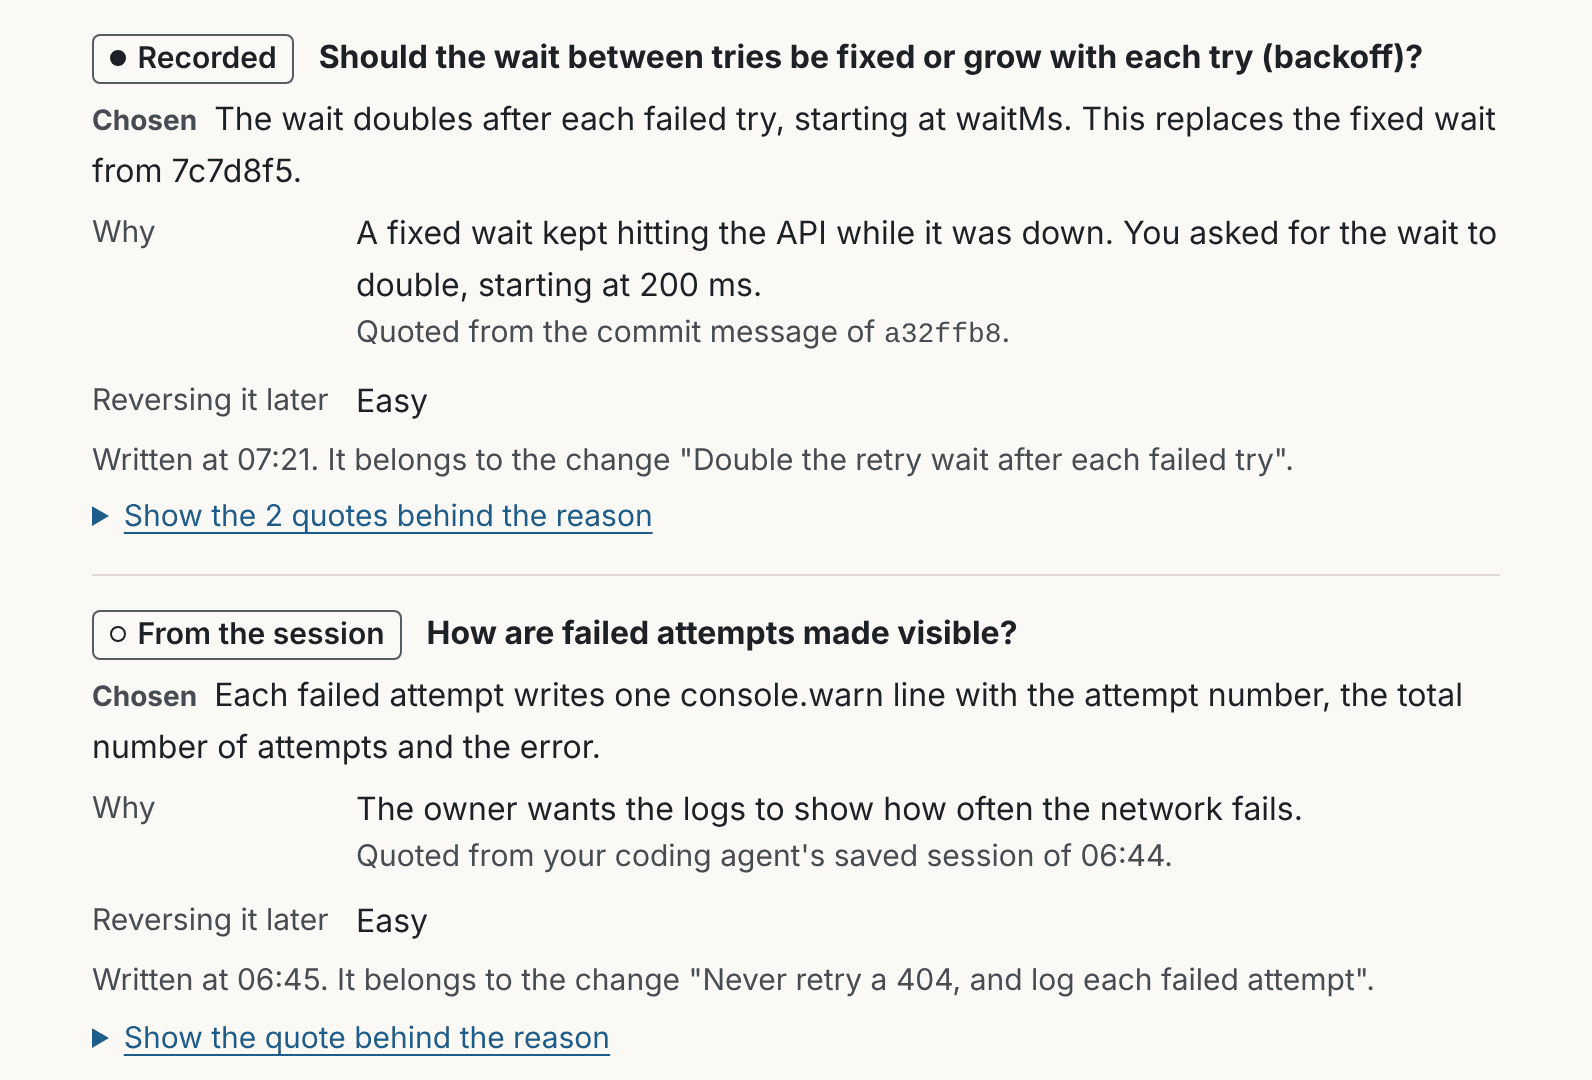 Recorded Should the wait between tries be fixed or grow with each try (backoff)?
Chosen The wait doubles after each failed try, starting at waitMs. This replaces the fixed wait
from 7c7d8f5.
Why A fixed wait kept hitting the API while it was down. You asked for the wait to
double, starting at 200 ms.
Quoted from the commit message of a32ffb8.
Reversing it later Easy
Written at 07:21. It belongs to the change "Double the retry wait after each failed try".
Show the 2 quotes behind the reason
From the session How are failed attempts made visible?
Chosen Each failed attempt writes one console.warn line with the attempt number, the total
number of attempts and the error.
Why The owner wants the logs to show how often the network fails.
Quoted from your coding agent's saved session of 06:44.
Reversing it later Easy
Written at 06:45. It belongs to the change "Never retry a 404, and log each failed attempt".
Show the quote behind the reason